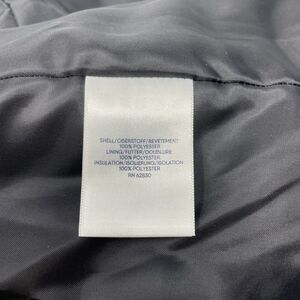 SHELL/OBERSTOFF/REVETEMENT
100% POLYESTER
LINING/FUTTER/DOUBLURE
100% POLYESTER
INSULATION/ISOLIERUNG/ISOLATION
100% POLYESTER
RN 62830